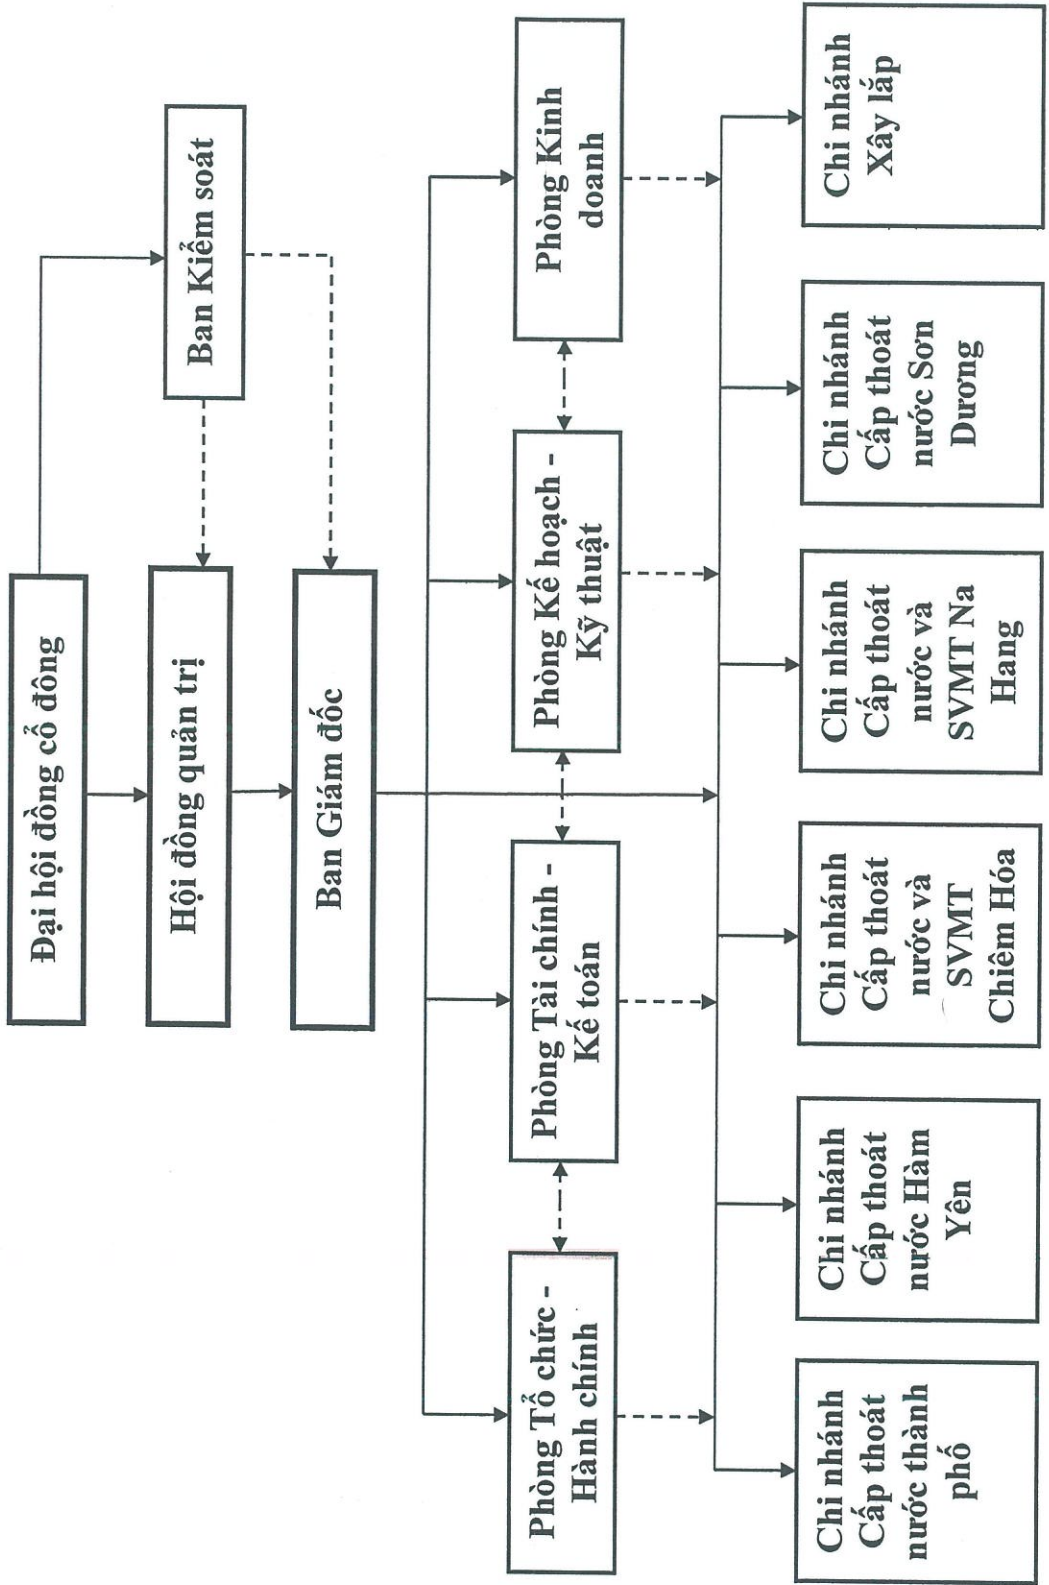 Đại hội đồng cổ đông
Ban Kiểm soát
Hội đồng quản trị
Ban Giám đốc
Phòng Tổ chức -
Hành chính
Phòng Tài chính -
Kế toán
Phòng Kế hoạch -
Kỹ thuật
Phòng Kinh
doanh
Chi nhánh
Cấp thoát
nước thành
phố
Chi nhánh
Cấp thoát
nước Hàm
Yên
Chi nhánh
Cấp thoát
nước và
SVMT
Chiêm Hóa
Chi nhánh
Cấp thoát
nước và
SVMT Na
Hang
Chi nhánh
Cấp thoát
nước Sơn
Dương
Chi nhánh
Xây lắp